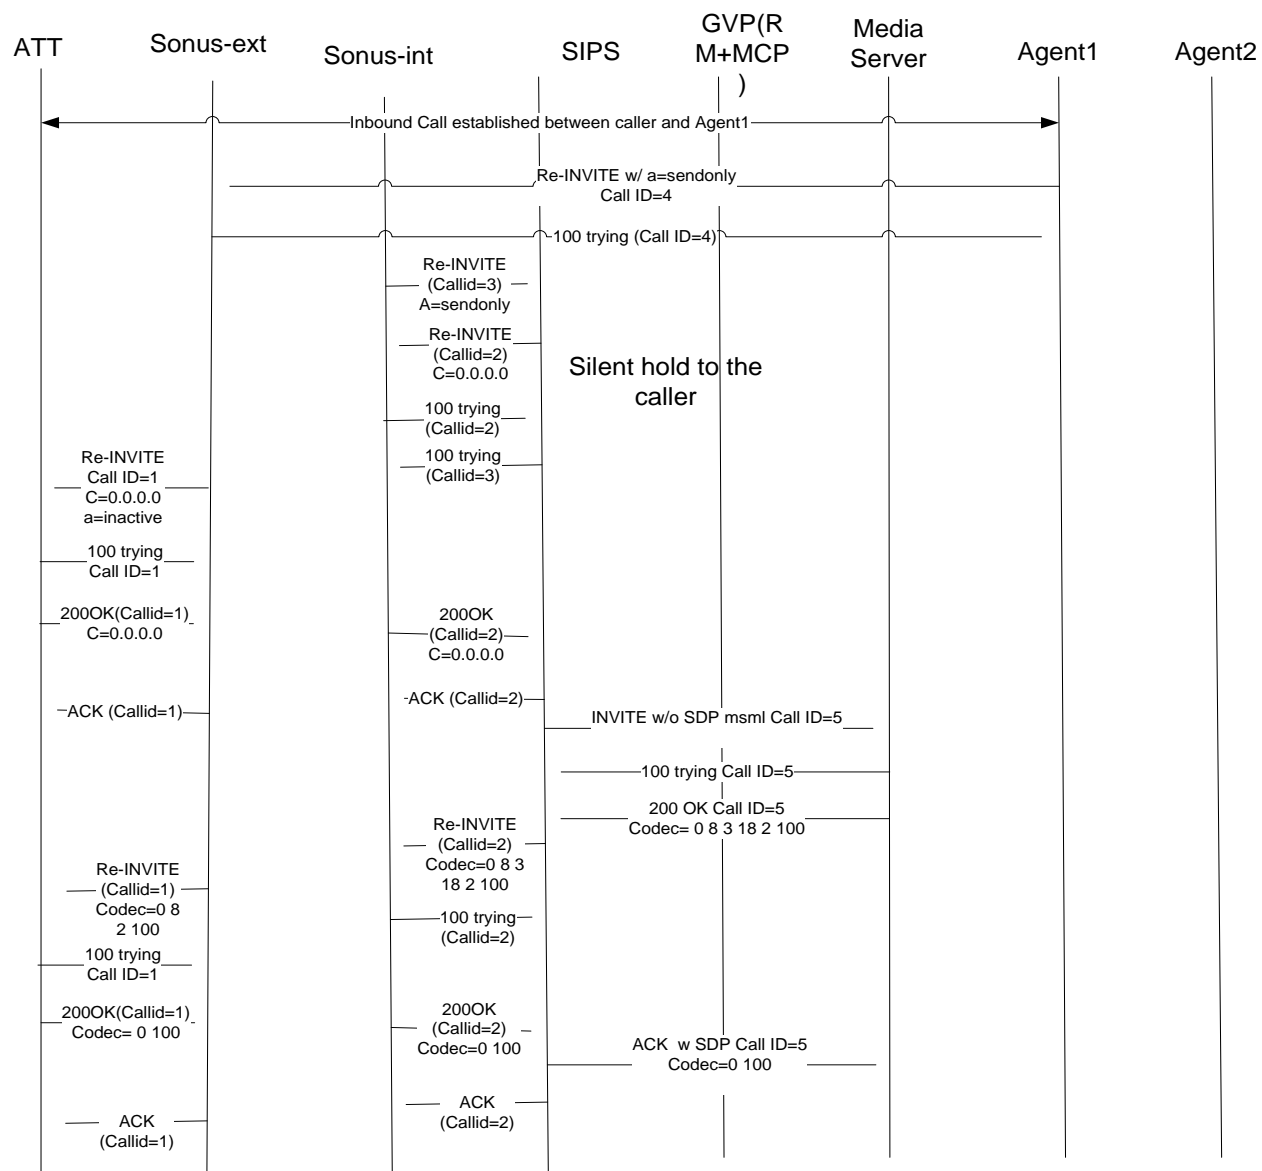 ATT
Sonus-ext
Sonus-int
SIPS
GVP(R
M+MCP
)
Media
Server
Agent1
Agent2
Inbound Call established between caller and Agent1
Re-INVITE w/ a=sendonly
Call ID=4
100 trying (Call ID=4)
Re-INVITE
(Callid=3)
A=sendonly
Re-INVITE
(Callid=2)
C=0.0.0.0
Silent hold to the
caller
100 trying
(Callid=2)
100 trying
(Callid=3)
Re-INVITE
Call ID=1
C=0.0.0.0
a=inactive
100 trying
Call ID=1
200OK(Callid=1)
C=0.0.0.0
200OK
(Callid=2)
C=0.0.0.0
ACK (Callid=1)
ACK (Callid=2)
INVITE w/o SDP msml Call ID=5
100 trying Call ID=5
200 OK Call ID=5
Codec= 0 8 3 18 2 100
Re-INVITE
(Callid=2)
Codec=0 8 3
18 2 100
Re-INVITE
(Callid=1)
Codec=0 8
2 100
100 trying
(Callid=2)
100 trying
Call ID=1
200OK(Callid=1)
Codec= 0 100
200OK
(Callid=2)
Codec=0 100
ACK  w SDP Call ID=5
Codec=0 100
ACK
(Callid=2)
ACK
(Callid=1)